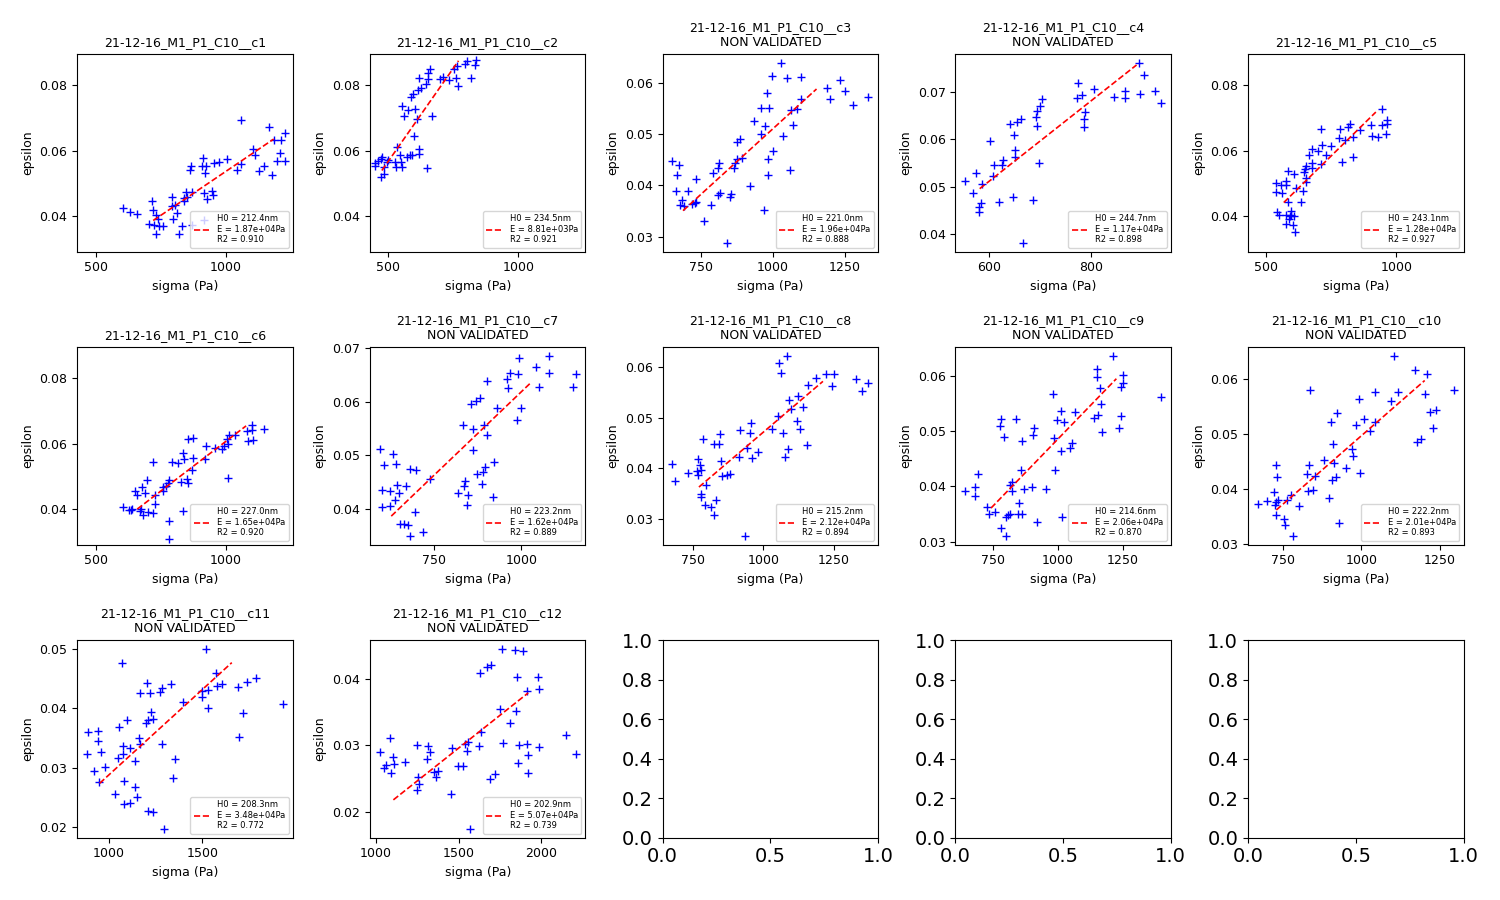 21-12-16_M1_P1_C10__c1
epsilon
0.08
0.06
0.04
H0 = 212.4nm
E = 1.87e+04Pa
R2 = 0.910
500
1000
sigma (Pa)
21-12-16_M1_P1_C10__c2
epsilon
0.08
0.06
0.04
H0 = 234.5nm
E = 8.81e+03Pa
R2 = 0.921
500
1000
sigma (Pa)
21-12-16_M1_P1_C10__c3
NON VALIDATED
epsilon
0.06
0.05
0.04
0.03
H0 = 221.0nm
E = 1.96e+04Pa
R2 = 0.888
750
1000
1250
sigma (Pa)
21-12-16_M1_P1_C10__c4
NON VALIDATED
epsilon
0.07
0.06
0.05
0.04
H0 = 244.7nm
E = 1.17e+04Pa
R2 = 0.898
600
800
sigma (Pa)
21-12-16_M1_P1_C10__c5
epsilon
0.08
0.06
0.04
H0 = 243.1nm
E = 1.28e+04Pa
R2 = 0.927
500
1000
sigma (Pa)
21-12-16_M1_P1_C10__c6
epsilon
0.08
0.06
0.04
H0 = 227.0nm
E = 1.65e+04Pa
R2 = 0.920
500
1000
sigma (Pa)
21-12-16_M1_P1_C10__c7
NON VALIDATED
epsilon
0.07
0.06
0.05
0.04
H0 = 223.2nm
E = 1.62e+04Pa
R2 = 0.889
750
1000
sigma (Pa)
21-12-16_M1_P1_C10__c8
NON VALIDATED
epsilon
0.06
0.05
0.04
0.03
H0 = 215.2nm
E = 2.12e+04Pa
R2 = 0.894
750
1000
1250
sigma (Pa)
21-12-16_M1_P1_C10__c9
NON VALIDATED
epsilon
0.06
0.05
0.04
0.03
H0 = 214.6nm
E = 2.06e+04Pa
R2 = 0.870
750
1000
1250
sigma (Pa)
21-12-16_M1_P1_C10__c10
NON VALIDATED
epsilon
0.06
0.05
0.04
0.03
H0 = 222.2nm
E = 2.01e+04Pa
R2 = 0.893
750
1000
1250
sigma (Pa)
21-12-16_M1_P1_C10__c11
NON VALIDATED
epsilon
0.05
0.04
0.03
0.02
H0 = 208.3nm
E = 3.48e+04Pa
R2 = 0.772
1000
1500
sigma (Pa)
21-12-16_M1_P1_C10__c12
NON VALIDATED
epsilon
0.04
0.03
0.02
H0 = 202.9nm
E = 5.07e+04Pa
R2 = 0.739
1000
1500
2000
sigma (Pa)
1.0
0.8
0.6
0.4
0.2
0.0
0.0
0.5
1.0
1.0
0.8
0.6
0.4
0.2
0.0
0.0
0.5
1.0
1.0
0.8
0.6
0.4
0.2
0.0
0.0
0.5
1.0